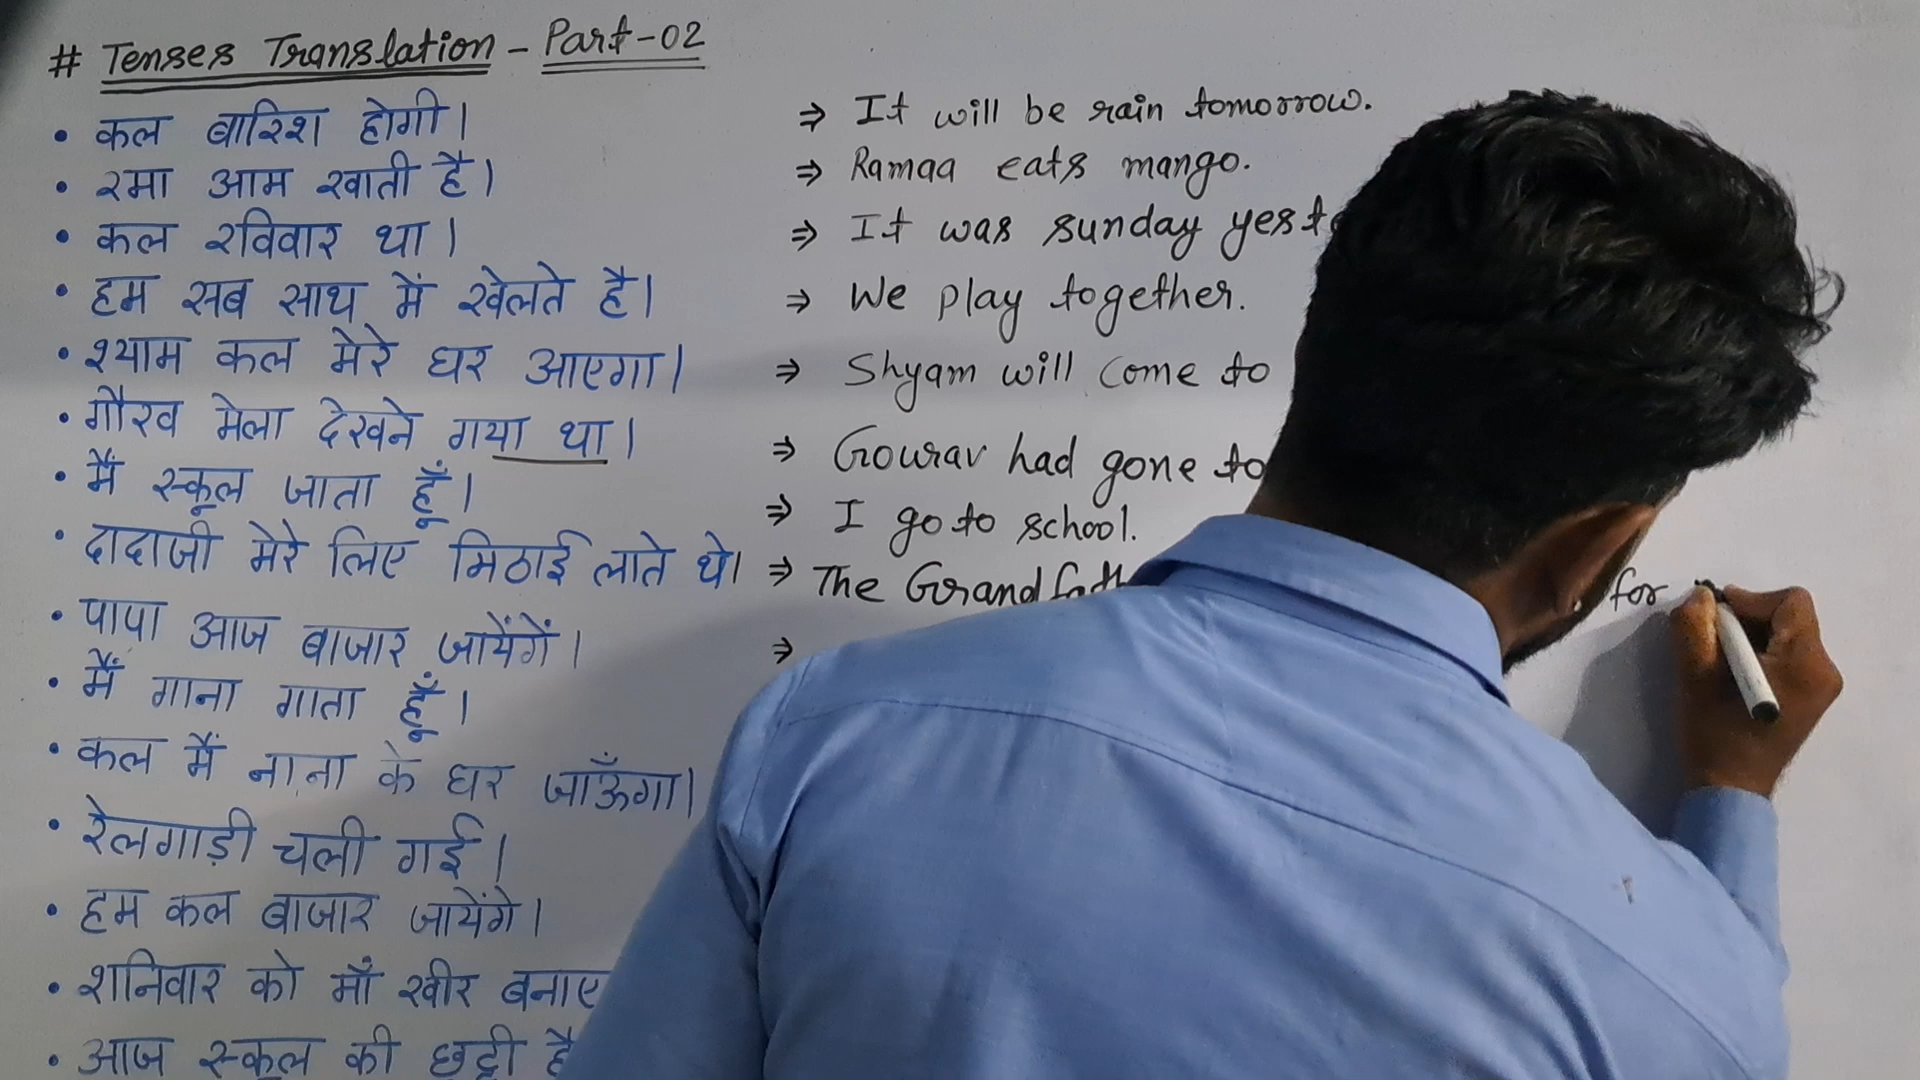 # Tenses Translation - Part-02
• कल बारिश होगी। ⇒ It will be rain tomorrow.
• रमा आम खाती है। ⇒ Ramaa eats mango.
• कल रविवार था। ⇒ It was sunday
• हम सब साथ में खेलते है। ⇒ We play together.
• श्याम कल मेरे घर आएगा। ⇒ Shyam will come to
• गौरव मेला देखने गया था। ⇒ Gourav had gone to
• मैं स्कूल जाता हूँ। ⇒ I go to school.
• दादाजी मेरे लिए मिठाई लाते थे। ⇒ The for
• पापा आज बाजार जायेंगें। ⇒
• मैं गाना गाता हूँ।
• कल मैं नाना के घर जाऊँगा।
• रेलगाड़ी चली गई।
• हम कल बाजार जायेंगे।
• शनिवार को माँ खीर
• आज स्कूल की छुट्टी है